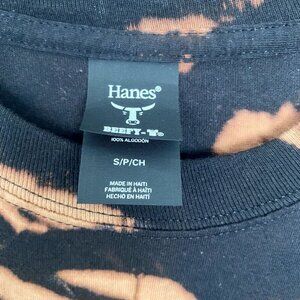 Hanes®
BEEFY-T®
100% ALGODÓN
S/P/CH
MADE IN HAITI
FABRIQUÉ À HAÏTI
HECHO EN HAITÍ